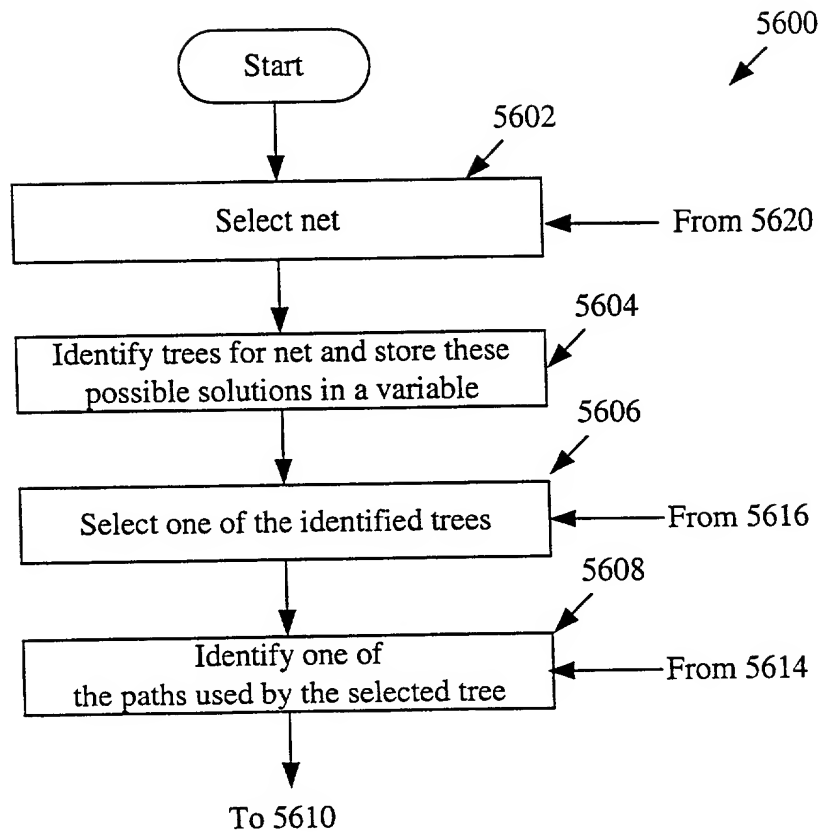 5600
Start
5602
Select net
From 5620
5604
Identify trees for net and store these
possible solutions in a variable
5606
Select one of the identified trees
From 5616
5608
Identify one of
the paths used by the selected tree
From 5614
To 5610